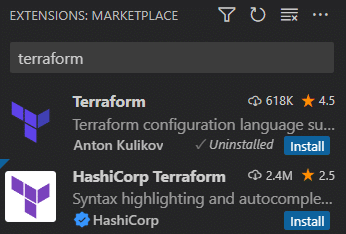 EXTENSIONS: MARKETPLACE
terraform
Terraform 618K 4.5
Terraform configuration language su...
Anton Kulikov ✓Uninstalled Install
HashiCorp Terraform 2.4M 2.5
Syntax highlighting and autocomple...
HashiCorp Install